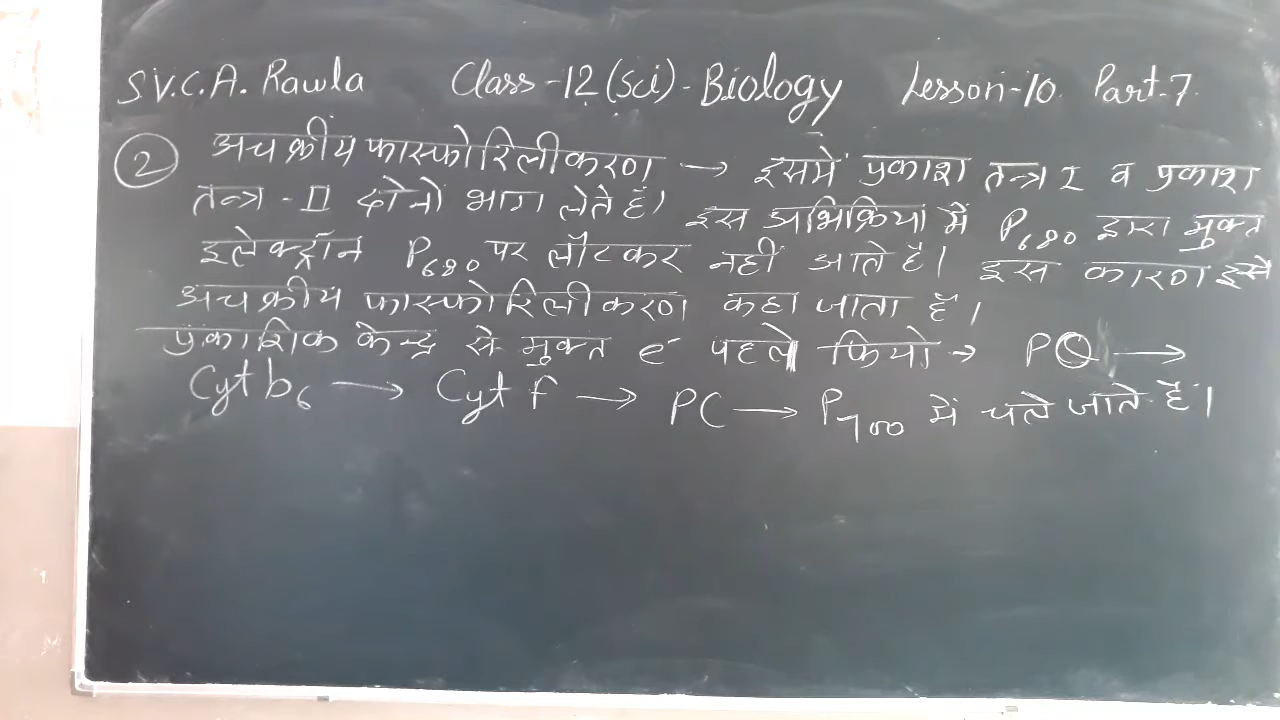 S.V.C.A. Rawla Class-12(sci)-Biology Lesson-10. Part-7.
② अचक्रीय फास्फोरिलीकरण → इसमें प्रकाश तन्त्र I व प्रकाश
तन्त्र-II दोनो भाग लेते है। इस अभिक्रिया में P680 द्वारा मुक्त
इलेक्ट्रॉन P680 पर लौटकर नहीं आते है। इस कारण इसे
अचक्रीय फास्फोरिलीकरण कहा जाता है।
प्रकाशिक केन्द्र से मुक्त e⁻ पहले फियो → PQ →
Cyt b6 → Cyt f → PC → P700 में चले जाते है।